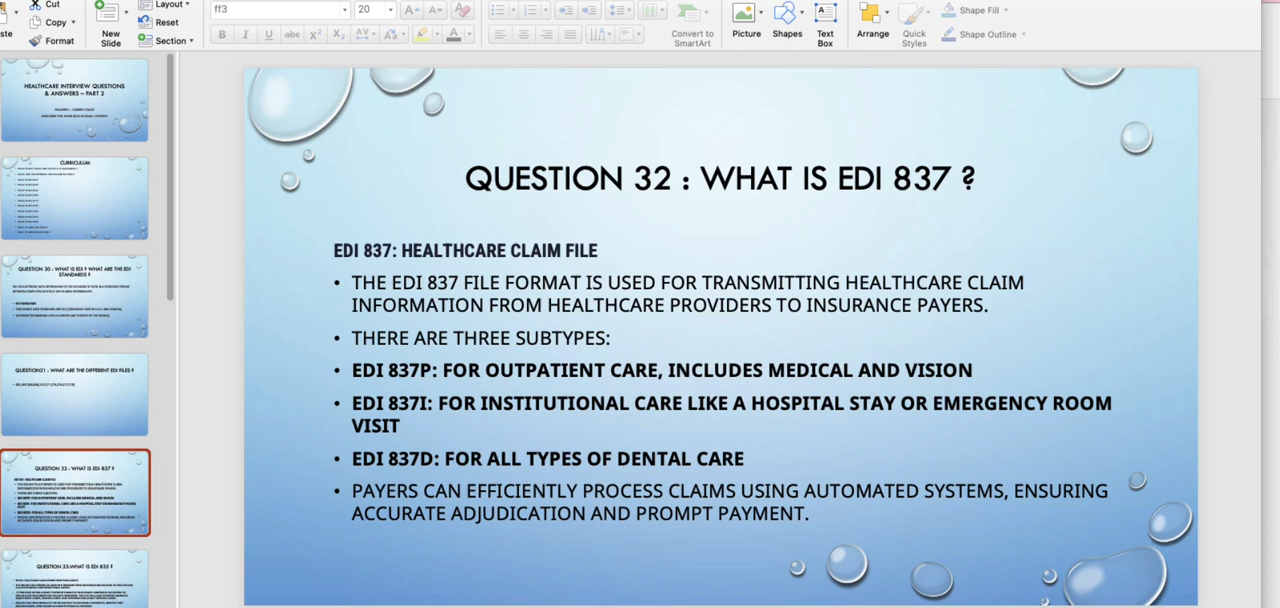 Cut
Layout
ste
Copy
Reset
Format
New
Slide
Section
ff3
20
B I U abc X² X₂ AV A
Convert to
SmartArt
Picture
Shapes
Text
Box
Arrange
Quick
Styles
Shape Fill
Shape Outline
HEALTHCARE INTERVIEW QUESTIONS
& ANSWERS – PART 2
CURRICULUM
QUESTION 30 : WHAT IS EDI ? WHAT ARE THE EDI
STANDARDS ?
QUESTION31 : WHAT ARE THE DIFFERENT EDI FILES ?
QUESTION 32 : WHAT IS EDI 837 ?
QUESTION 33:WHAT IS EDI 835 ?
QUESTION 32 : WHAT IS EDI 837 ?
EDI 837: HEALTHCARE CLAIM FILE
• THE EDI 837 FILE FORMAT IS USED FOR TRANSMITTING HEALTHCARE CLAIM
INFORMATION FROM HEALTHCARE PROVIDERS TO INSURANCE PAYERS.
• THERE ARE THREE SUBTYPES:
• EDI 837P: FOR OUTPATIENT CARE, INCLUDES MEDICAL AND VISION
• EDI 837I: FOR INSTITUTIONAL CARE LIKE A HOSPITAL STAY OR EMERGENCY ROOM
VISIT
• EDI 837D: FOR ALL TYPES OF DENTAL CARE
• PAYERS CAN EFFICIENTLY PROCESS CLAIMS USING AUTOMATED SYSTEMS, ENSURING
ACCURATE ADJUDICATION AND PROMPT PAYMENT.